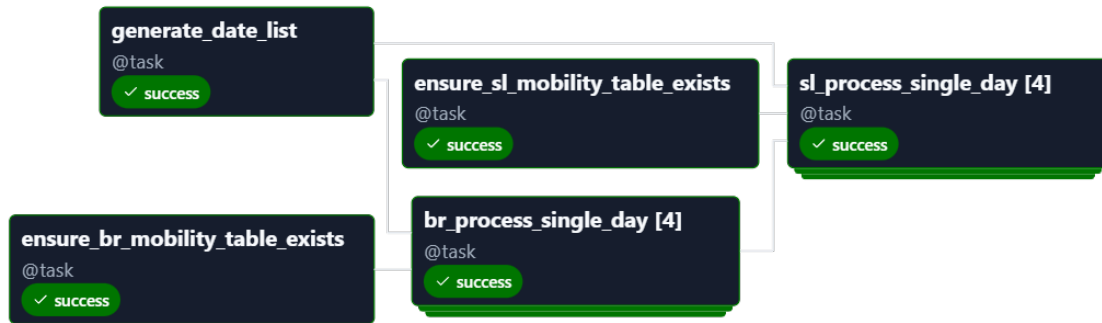 generate_date_list
@task
success
ensure_sl_mobility_table_exists
@task
success
sl_process_single_day [4]
@task
success
br_process_single_day [4]
@task
success
ensure_br_mobility_table_exists
@task
success